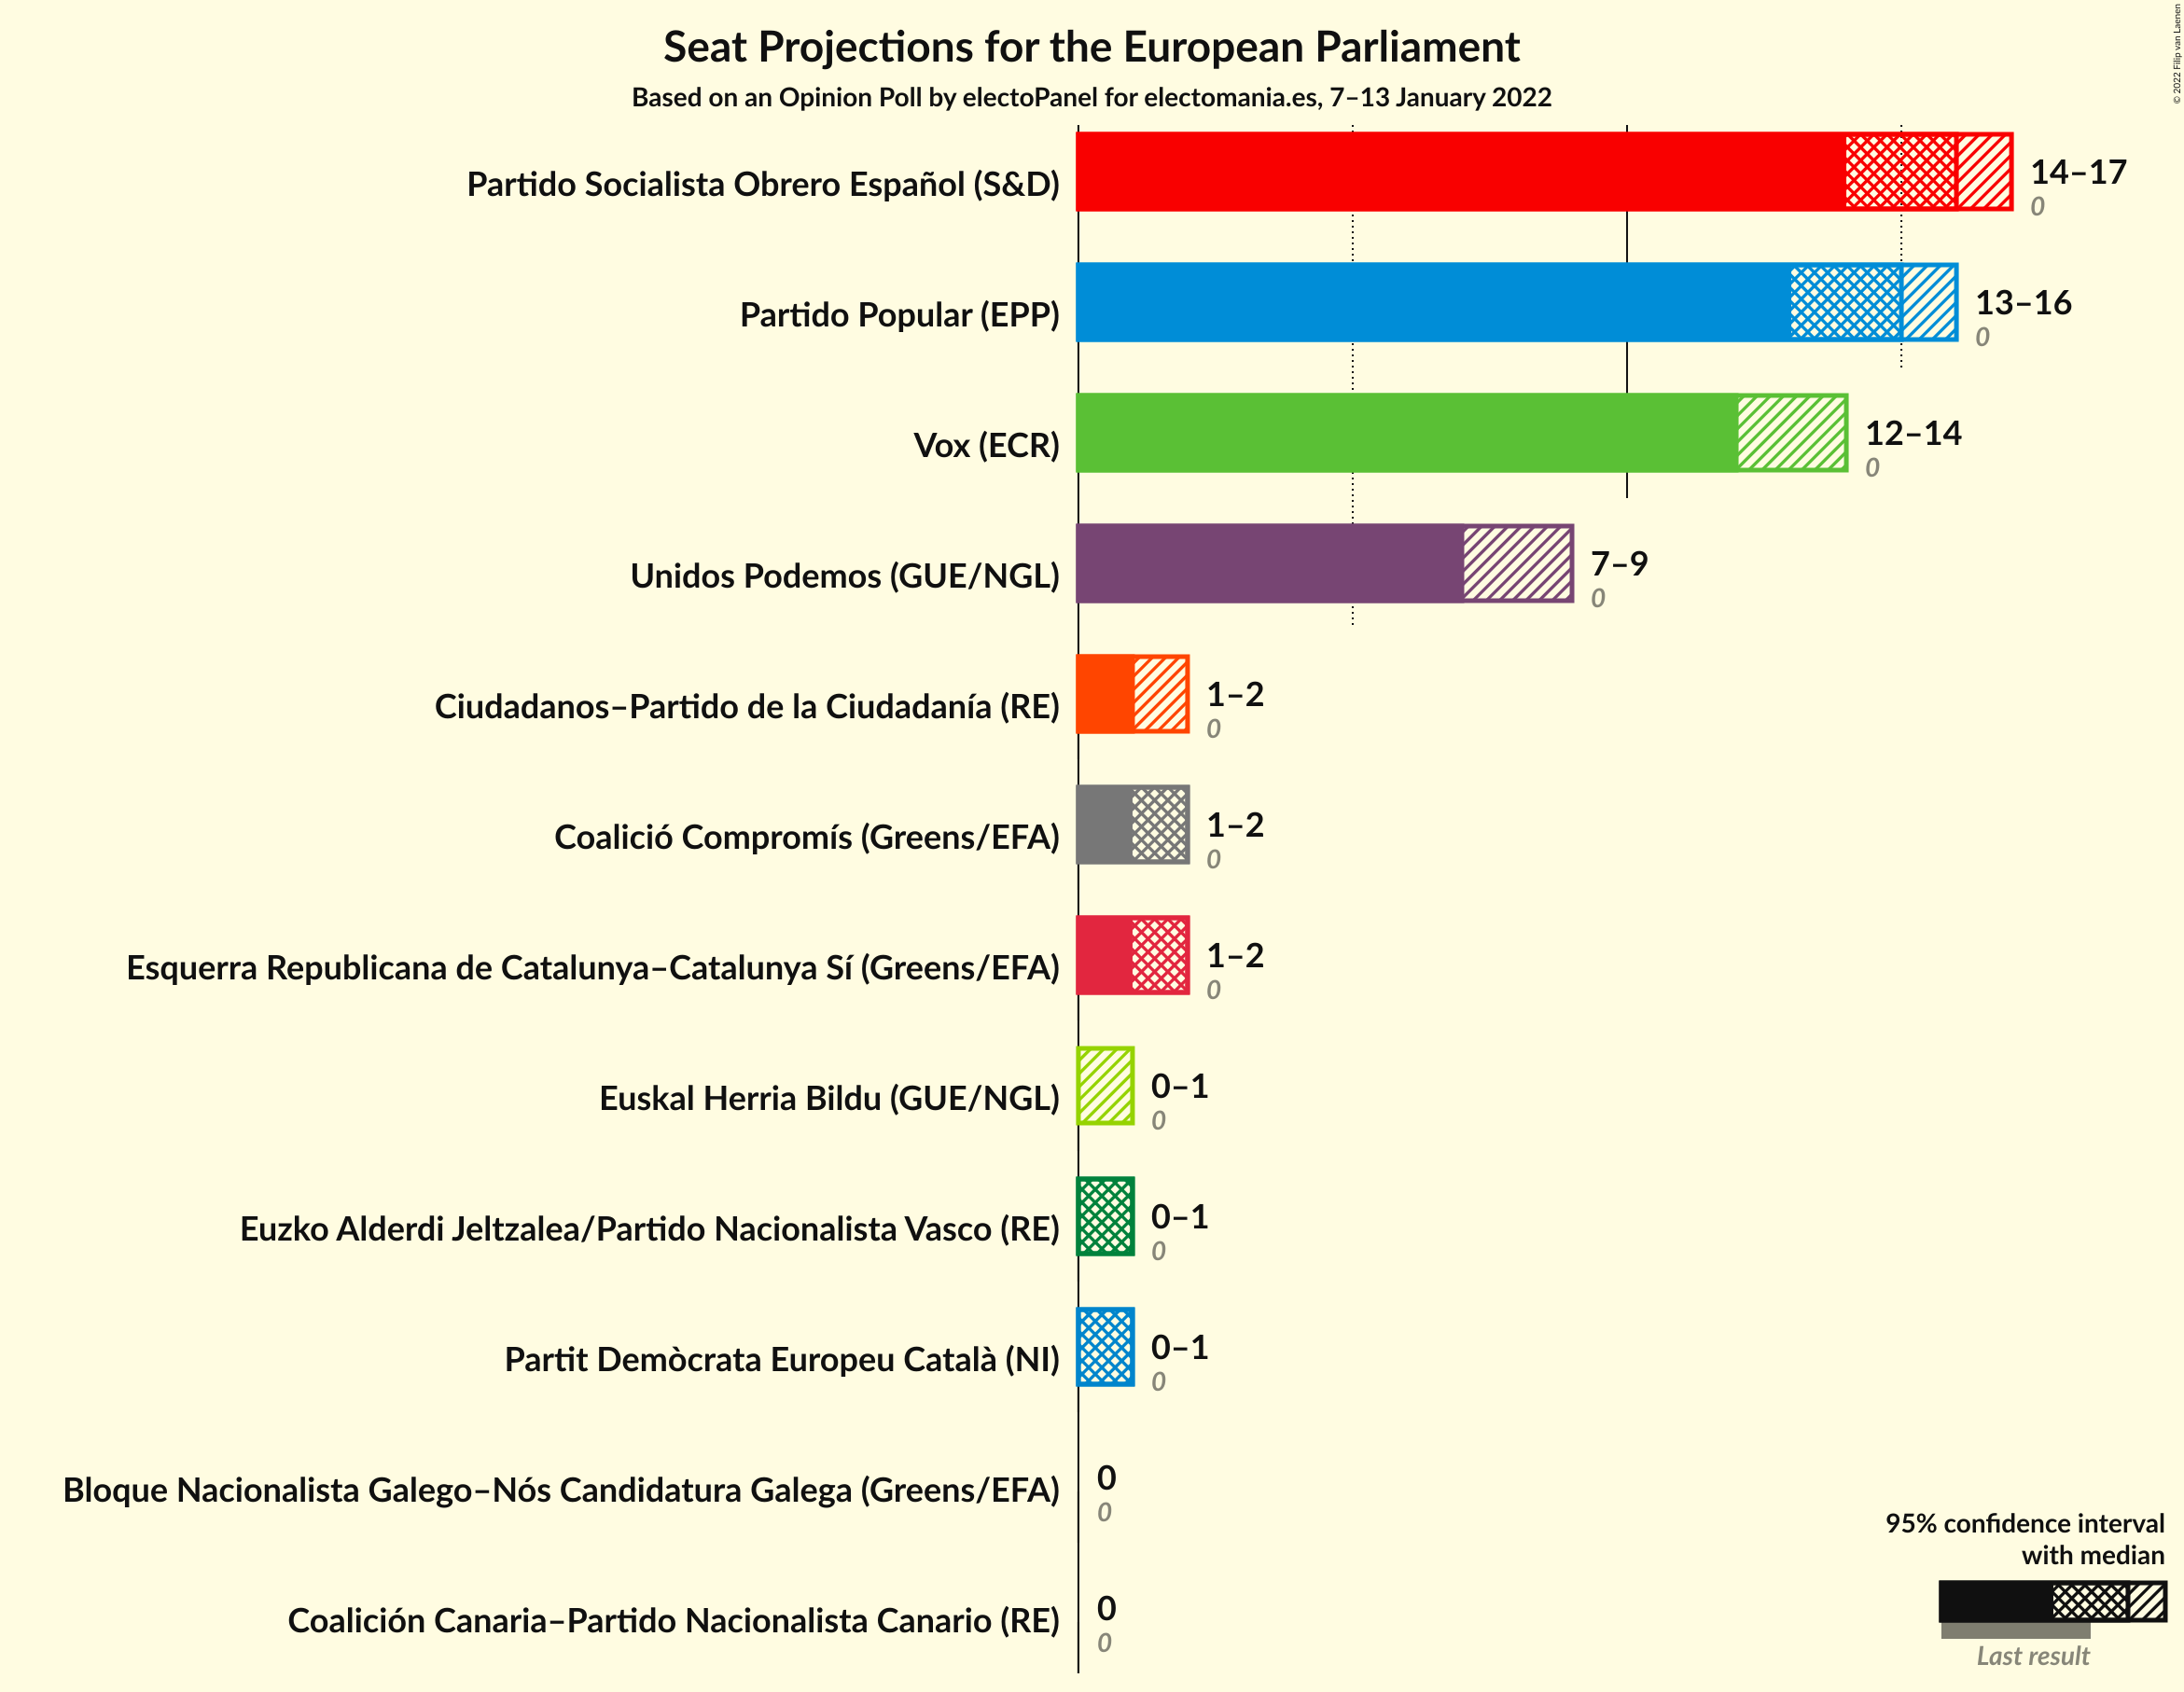 Seat Projections for the European Parliament
Based on an Opinion Poll by electoPanel for electomania.es, 7–13 January 2022
© 2022 Filip van Laenen
Partido Socialista Obrero Español (S&D)
14–17
0
Partido Popular (EPP)
13–16
0
Vox (ECR)
12–14
0
Unidos Podemos (GUE/NGL)
7–9
0
Ciudadanos–Partido de la Ciudadanía (RE)
1–2
0
Coalició Compromís (Greens/EFA)
1–2
0
Esquerra Republicana de Catalunya–Catalunya Sí (Greens/EFA)
1–2
0
Euskal Herria Bildu (GUE/NGL)
0–1
0
Euzko Alderdi Jeltzalea/Partido Nacionalista Vasco (RE)
0–1
0
Partit Demòcrata Europeu Català (NI)
0–1
0
Bloque Nacionalista Galego–Nós Candidatura Galega (Greens/EFA)
0
0
Coalición Canaria–Partido Nacionalista Canario (RE)
0
0
95% confidence interval
with median
Last result